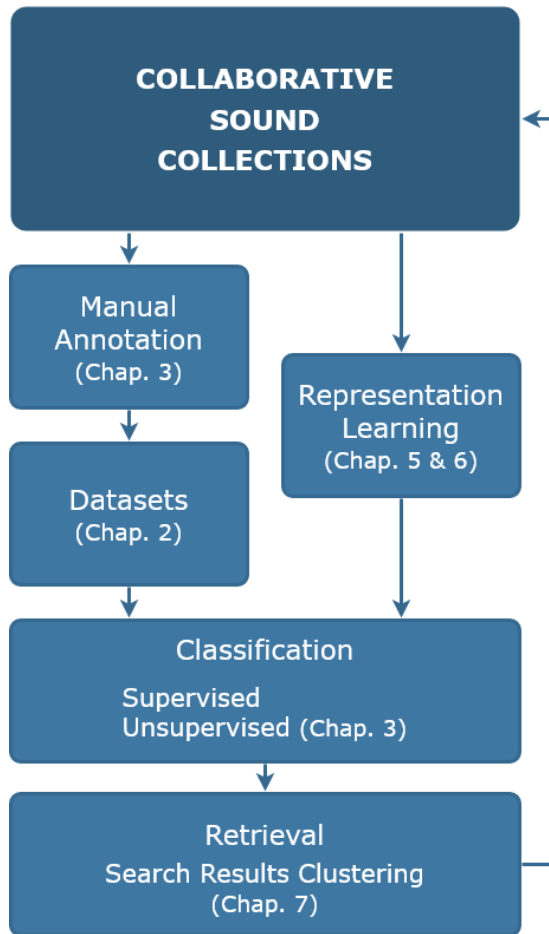 COLLABORATIVE
SOUND
COLLECTIONS
Manual
Annotation
(Chap. 3)
Representation
Learning
(Chap. 5 & 6)
Datasets
(Chap. 2)
Classification
Supervised
Unsupervised (Chap. 3)
Retrieval
Search Results Clustering
(Chap. 7)